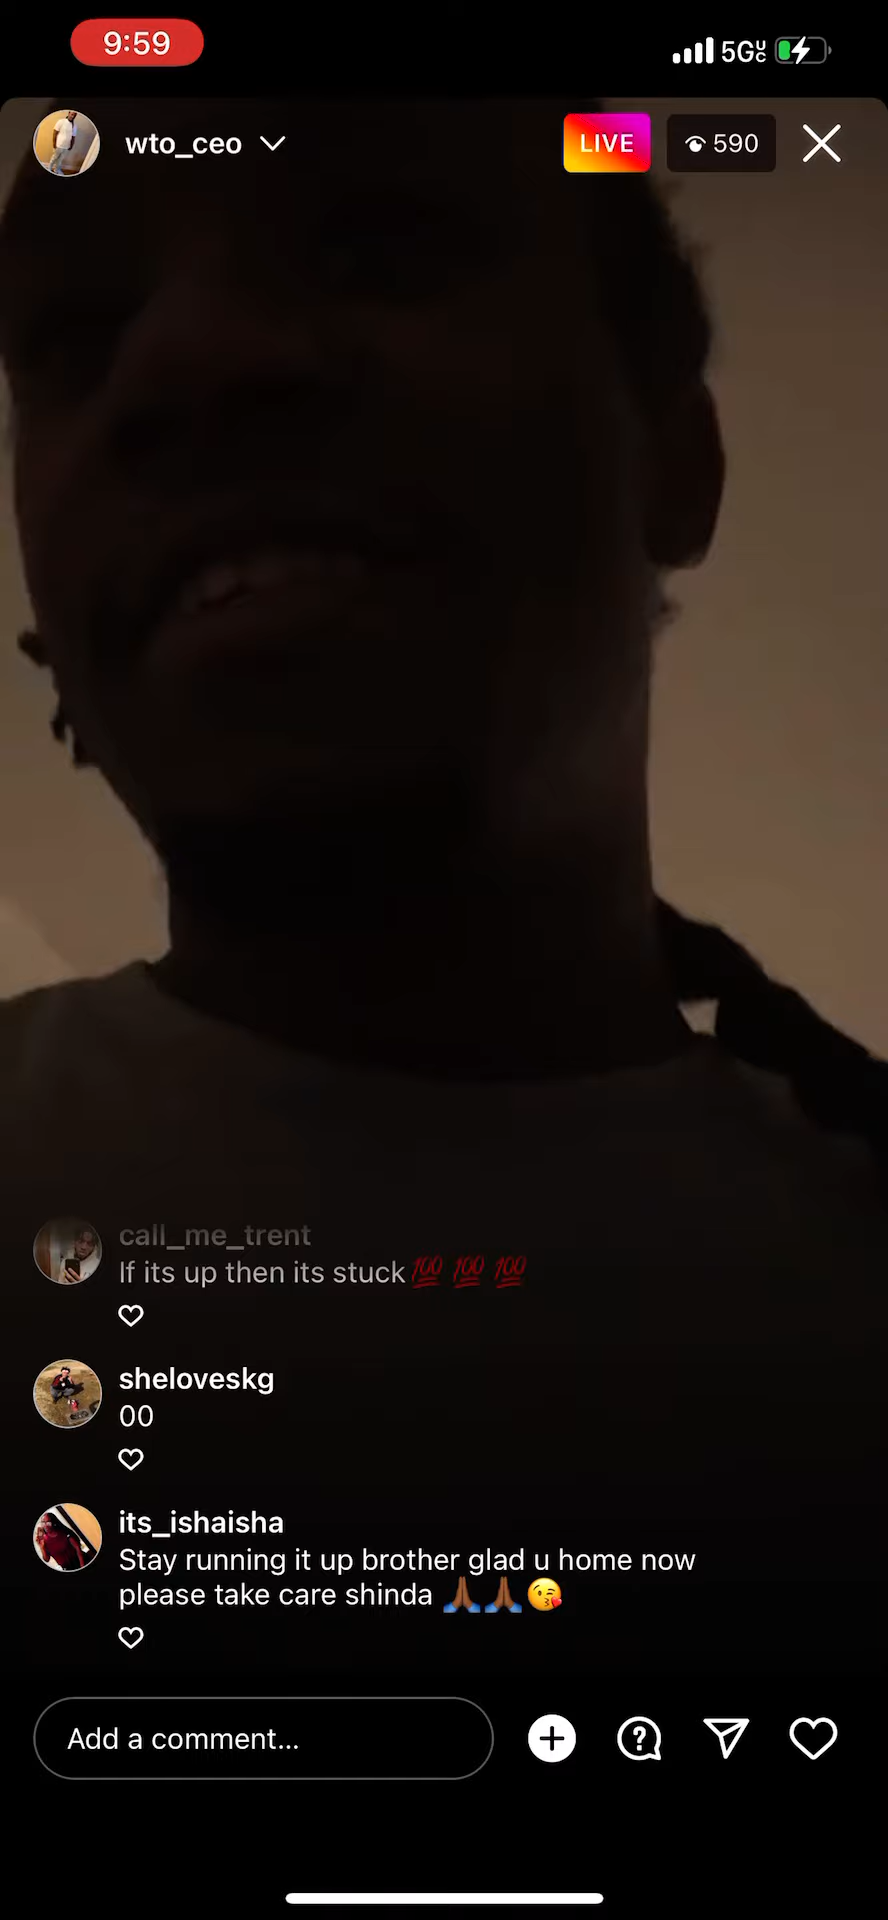 9:59
5GUC
wto_ceo
LIVE
590
call_me_trent
If its up then its stuck💯 💯 💯
sheloveskg
00
its_ishaisha
Stay running it up brother glad u home now
please take care shinda 🙏🏾🙏🏾😘
Add a comment...